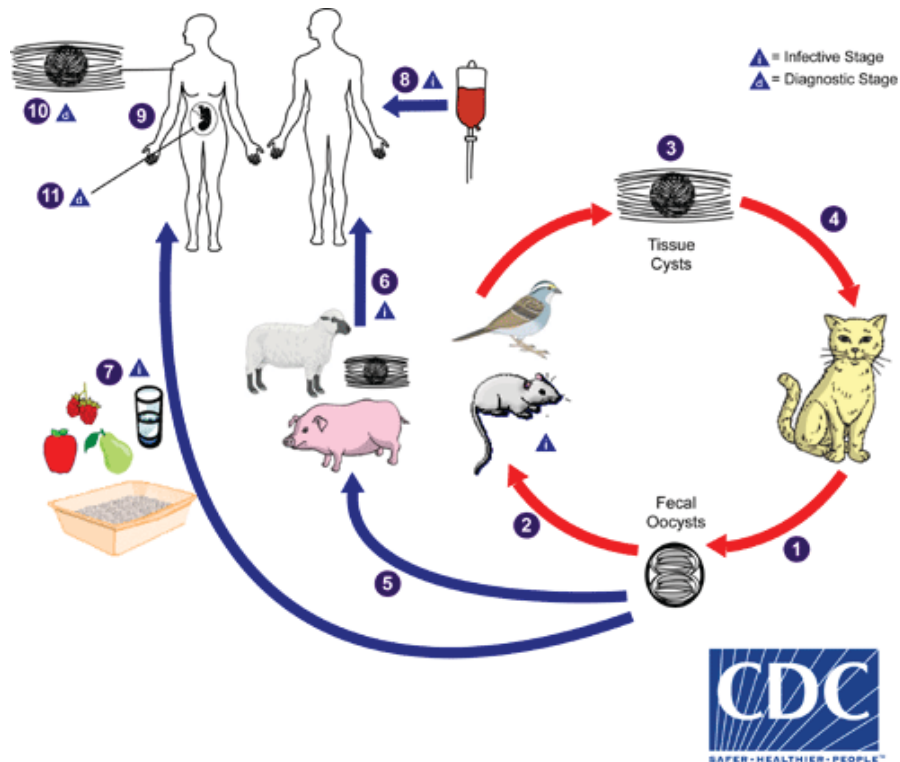 i = Infective Stage
d = Diagnostic Stage
8 i
10 d
9
3
11 d
4
Tissue
Cysts
6
i
7 i
i
Fecal
Oocysts
2
1
5
CDC
SAFER·HEALTHIER·PEOPLE™